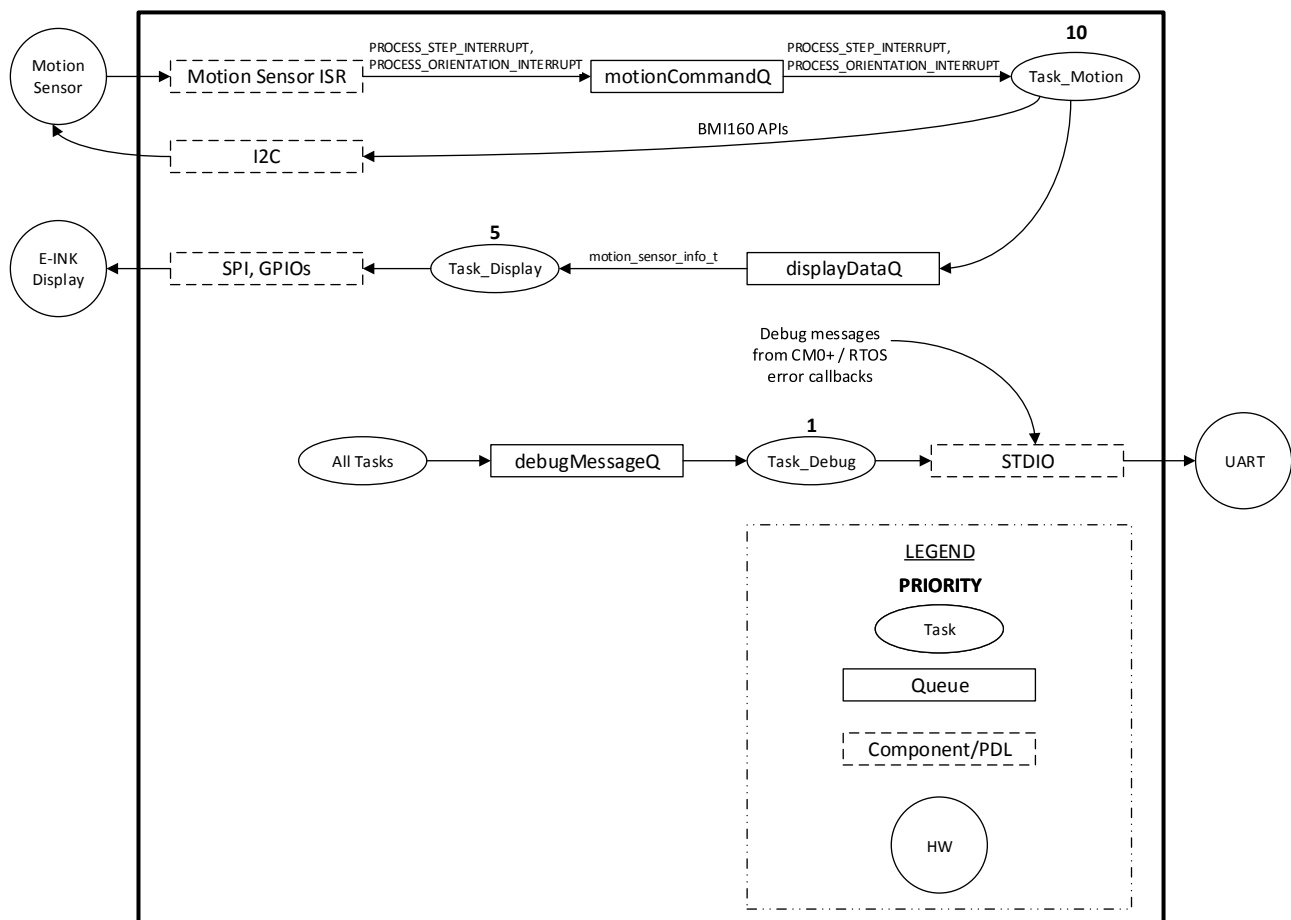 10
Motion
Sensor
Motion Sensor ISR
PROCESS_STEP_INTERRUPT,
PROCESS_ORIENTATION_INTERRUPT
motionCommandQ
PROCESS_STEP_INTERRUPT,
PROCESS_ORIENTATION_INTERRUPT
Task_Motion
BMI160 APIs
I2C
5
E-INK
Display
SPI, GPIOs
Task_Display
motion_sensor_info_t
displayDataQ
Debug messages
from CM0+ / RTOS
error callbacks
1
All Tasks
debugMessageQ
Task_Debug
STDIO
UART
LEGEND
PRIORITY
Task
Queue
Component/PDL
HW